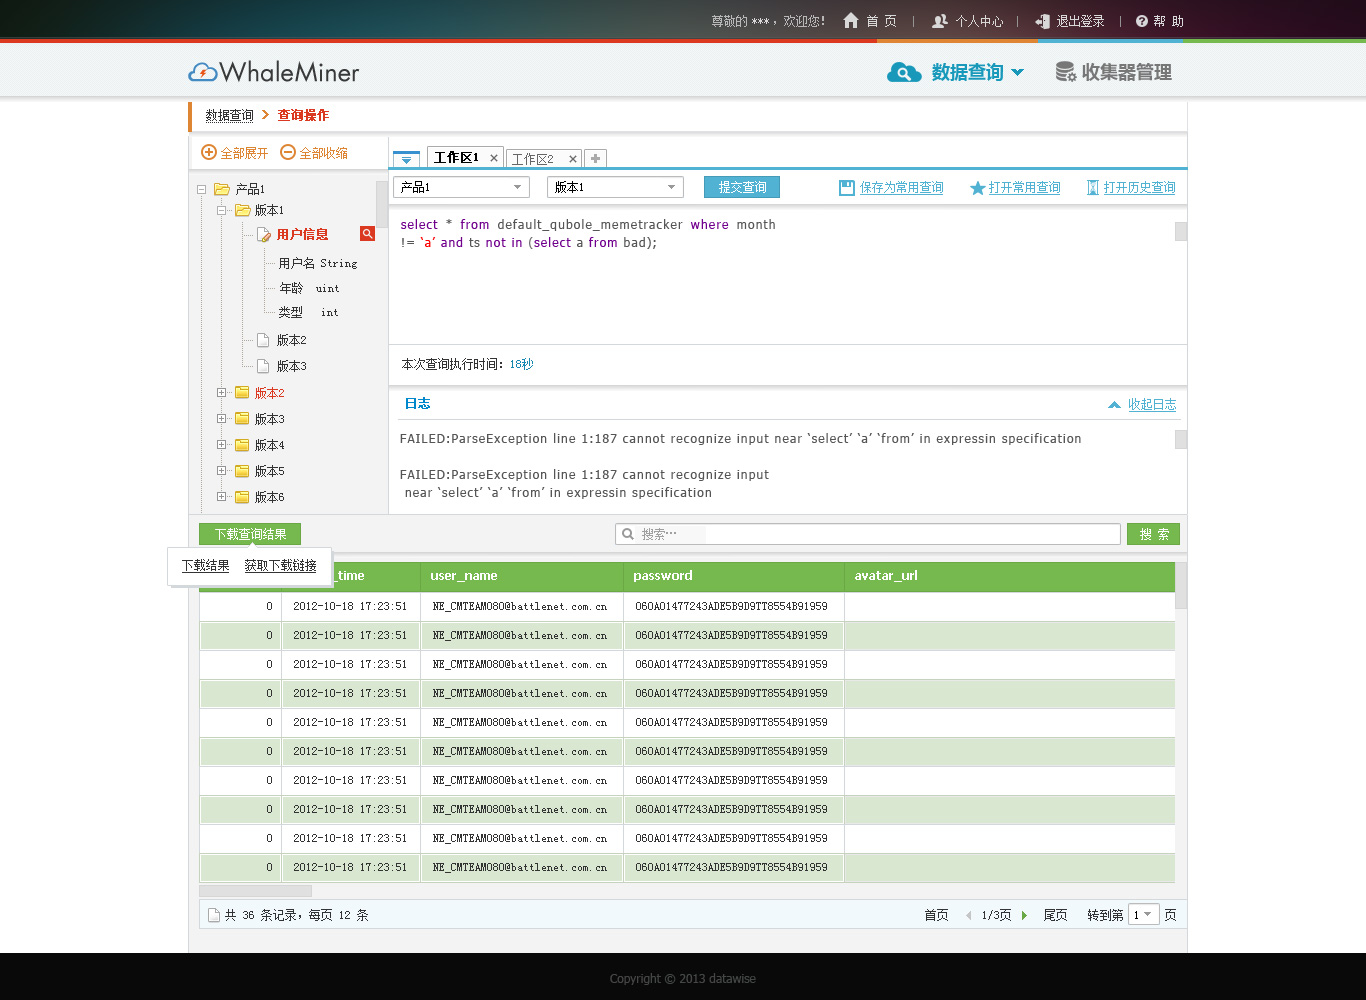 尊敬的 ***，欢迎您！ 首 页 | 个人中心 | 退出登录 | 帮 助
WhaleMiner 数据查询 收集器管理
数据查询 查询操作
全部展开 全部收缩
工作区1 × 工作区2 ×
产品1 版本1 提交查询 保存为常用查询 打开常用查询 打开历史查询
产品1
版本1
用户信息
用户名 String
年龄 uint
类型 int
版本2
版本3
版本2
版本3
版本4
版本5
版本6
select * from default_qubole_memetracker where month
!= ‘a’ and ts not in (select a from bad);
本次查询执行时间：18秒
日志 收起日志
FAILED:ParseException line 1:187 cannot recognize input near ‘select’ ‘a’ ‘from’ in expressin specification
FAILED:ParseException line 1:187 cannot recognize input
near ‘select’ ‘a’ ‘from’ in expressin specification
下载查询结果 搜索… 搜 索
下载结果 获取下载链接
_time user_name password avatar_url
0 2012-10-18 17:23:51 NE_CMTEAM080@battlenet.com.cn 060A01477243ADE5B9D9TT8554B91959
0 2012-10-18 17:23:51 NE_CMTEAM080@battlenet.com.cn 060A01477243ADE5B9D9TT8554B91959
0 2012-10-18 17:23:51 NE_CMTEAM080@battlenet.com.cn 060A01477243ADE5B9D9TT8554B91959
0 2012-10-18 17:23:51 NE_CMTEAM080@battlenet.com.cn 060A01477243ADE5B9D9TT8554B91959
0 2012-10-18 17:23:51 NE_CMTEAM080@battlenet.com.cn 060A01477243ADE5B9D9TT8554B91959
0 2012-10-18 17:23:51 NE_CMTEAM080@battlenet.com.cn 060A01477243ADE5B9D9TT8554B91959
0 2012-10-18 17:23:51 NE_CMTEAM080@battlenet.com.cn 060A01477243ADE5B9D9TT8554B91959
0 2012-10-18 17:23:51 NE_CMTEAM080@battlenet.com.cn 060A01477243ADE5B9D9TT8554B91959
0 2012-10-18 17:23:51 NE_CMTEAM080@battlenet.com.cn 060A01477243ADE5B9D9TT8554B91959
0 2012-10-18 17:23:51 NE_CMTEAM080@battlenet.com.cn 060A01477243ADE5B9D9TT8554B91959
共 36 条记录，每页 12 条 首页 1/3页 尾页 转到第 1 页
Copyright © 2013 datawise